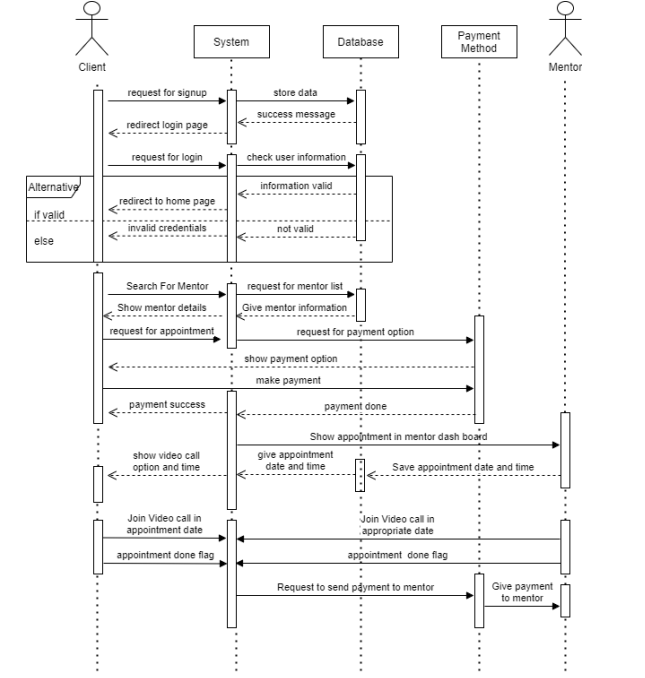 System
Database
Payment
Method
Client
Mentor
request for signup
store data
success message
redirect login page
request for login
check user information
Alternative
information valid
redirect to home page
if valid
invalid credentials
not valid
else
Search For Mentor
request for mentor list
Show mentor details
Give mentor information
request for appointment
request for payment option
show payment option
make payment
payment success
payment done
Show appointment in mentor dash board
show video call
option and time
give appointment
date and time
Save appointment date and time
Join Video call in
appointment date
Join Video call in
appropriate date
appointment done flag
appointment done flag
Request to send payment to mentor
Give payment
to mentor